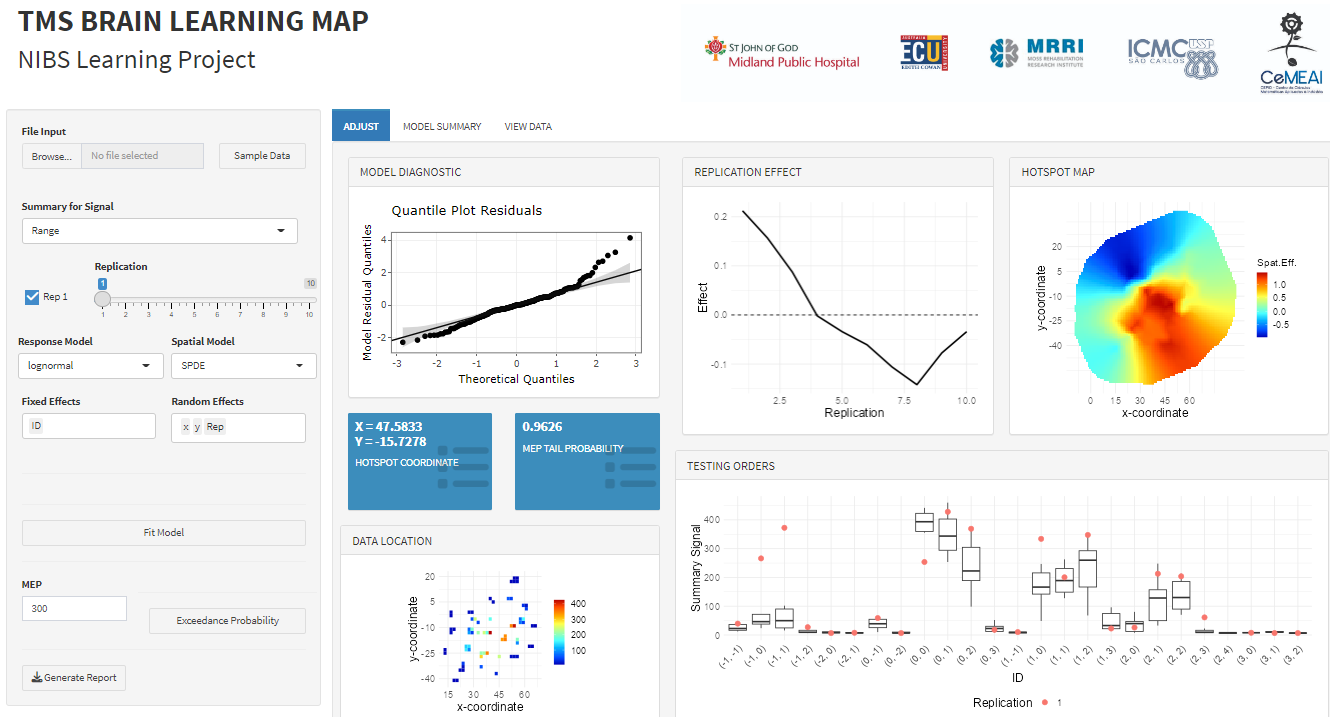 TMS BRAIN LEARNING MAP
NIBS Learning Project
ST JOHN OF GOD
Midland Public Hospital
ECU
EDITH COWAN
UNIVERSITY
MRRI
MOSS REHABILITATION
RESEARCH INSTITUTE
ICMC USP
SÃO CARLOS
CeMEAI
File Input
Browse... No file selected Sample Data
Summary for Signal
Range
Replication
Rep 1
1 10
1 2 3 4 5 6 7 8 9 10
Response Model Spatial Model
lognormal SPDE
Fixed Effects Random Effects
ID x y Rep
Fit Model
MEP
300 Exceedance Probability
Generate Report
ADJUST MODEL SUMMARY VIEW DATA
MODEL DIAGNOSTIC
Quantile Plot Residuals
Model Residual Quantiles
4
2
0
-2
-3 -2 -1 0 1 2 3
Theoretical Quantiles
REPLICATION EFFECT
Effect
0.2
0.1
0.0
-0.1
2.5 5.0 7.5 10.0
Replication
HOTSPOT MAP
y-coordinate
20
5
-10
-25
-40
0 15 30 45 60
x-coordinate
Spat.Eff.
1.0
0.5
0.0
-0.5
X = 47.5833
Y = -15.7278
HOTSPOT COORDINATE
0.9626
MEP TAIL PROBABILITY
DATA LOCATION
y-coordinate
20
5
-10
-25
-40
15 30 45 60
x-coordinate
400
300
200
100
TESTING ORDERS
Summary Signal
400
300
200
100
0
(-1, -1) (-1, 0) (-1, 1) (-1, 2) (-2, 0) (-2, 1) (0, -1) (0, -2) (0, 0) (0, 1) (0, 2) (0, 3) (1, -1) (1, 0) (1, 1) (1, 2) (1, 3) (2, 0) (2, 1) (2, 2) (2, 3) (2, 4) (3, 0) (3, 1) (3, 2)
ID
Replication 1